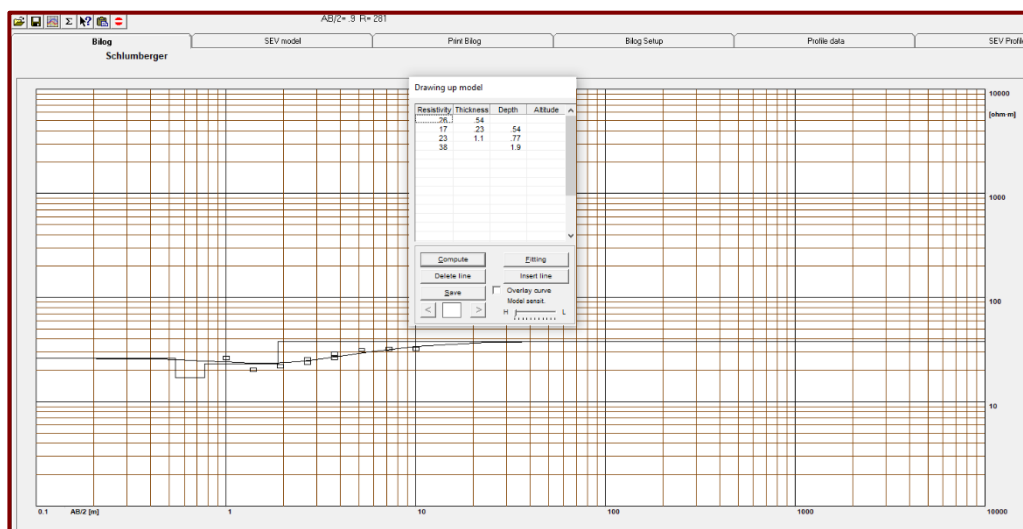 AB/2= .9 R= 281
Σ
Bilog SEV model Print Bilog Bilog Setup Profile data SEV Profil
Schlumberger
Drawing up model
Resistivity Thickness Depth Altitude
26 .54
17 .23 .54
23 1.1 .77
38 1.9
Compute Fitting
Delete line Insert line
Save Overlay curve
Model sensit.
< > H L
10000
[ohm·m]
1000
100
10
0.1 AB/2 [m] 1 10 100 1000 10000